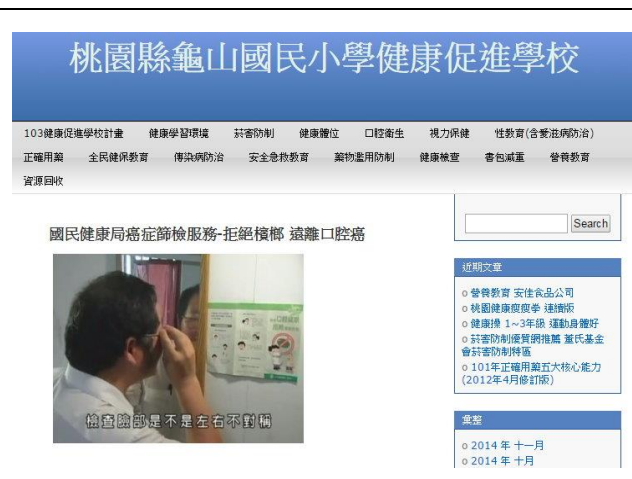 桃園縣龜山國民小學健康促進學校
103健康促進學校計畫 健康學習環境 菸害防制 健康體位 口腔衛生 視力保健 性教育(含愛滋病防治)
正確用藥 全民健保教育 傳染病防治 安全急救教育 藥物濫用防制 健康檢查 書包減重 營養教育
資源回收
Search
國民健康局癌症篩檢服務-拒絕檳榔 遠離口腔癌
檢查臉部是不是左右不對稱
近期文章
營養教育 安佳食品公司
桃園健康瘦瘦拳 連續版
健康操 1~3年級 運動身體好
菸害防制優質網推薦 董氏基金
會菸害防制特區
101年正確用藥五大核心能力
(2012年4月修訂版)
彙整
2014 年 十一月
2014 年 十月